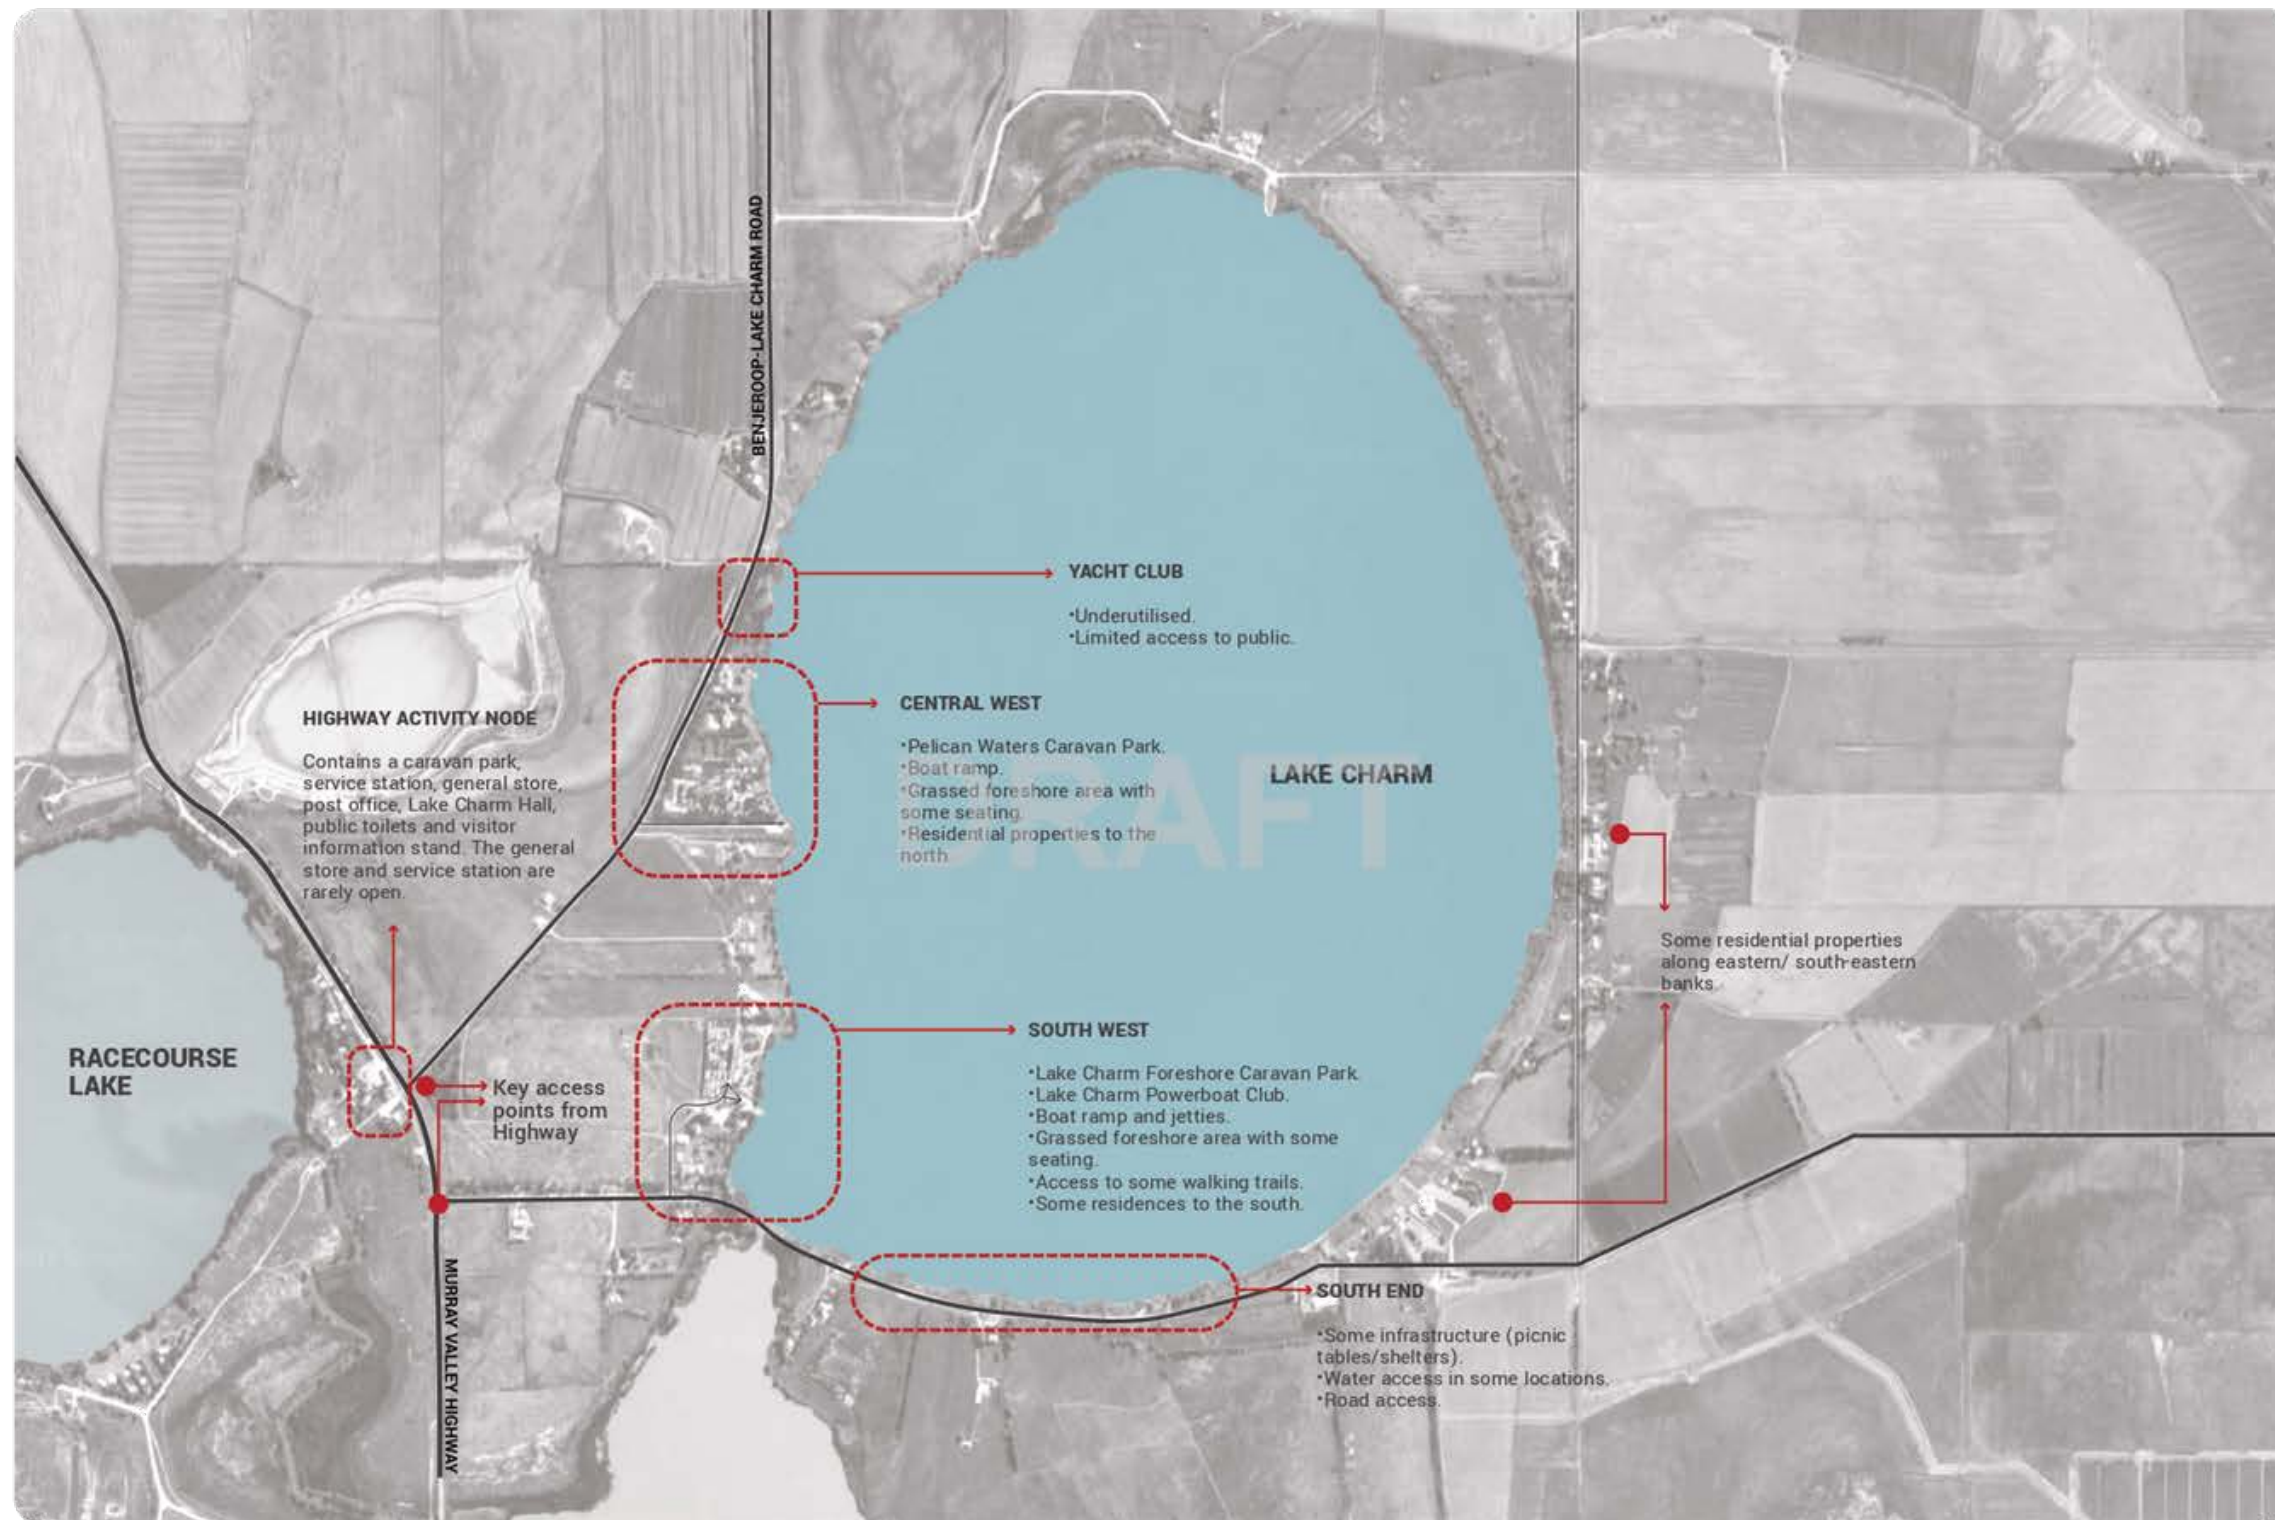 BENJEROOP-LAKE CHARM ROAD
YACHT CLUB
•Underutilised.
•Limited access to public.
CENTRAL WEST
•Pelican Waters Caravan Park.
•Boat ramp.
•Grassed foreshore area with
some seating.
•Residential properties to the
north
DRAFT
LAKE CHARM
HIGHWAY ACTIVITY NODE
Contains a caravan park,
service station, general store,
post office, Lake Charm Hall,
public toilets and visitor
information stand. The general
store and service station are
rarely open.
Some residential properties
along eastern/ south-eastern
banks
RACECOURSE
LAKE
Key access
points from
Highway
SOUTH WEST
•Lake Charm Foreshore Caravan Park.
•Lake Charm Powerboat Club.
•Boat ramp and jetties.
•Grassed foreshore area with some
seating.
•Access to some walking trails.
•Some residences to the south.
MURRAY VALLEY HIGHWAY
SOUTH END
•Some infrastructure (picnic
tables/shelters).
•Water access in some locations.
•Road access.